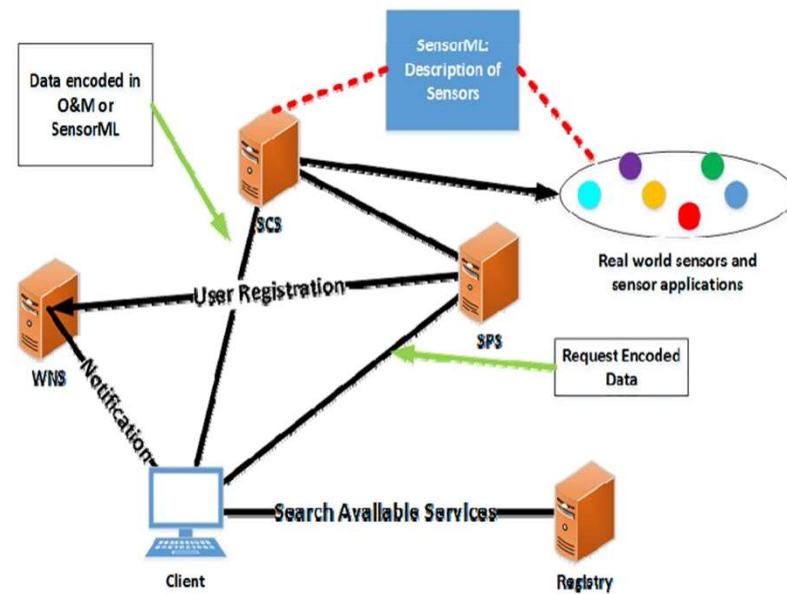 SensorML:
Description of
Sensors
Data encoded in
O&M or
SensorML
SCS
Real world sensors and
sensor applications
User Registration
SPS
WNS
Request Encoded
Data
Notification
Search Available Services
Client
Registry